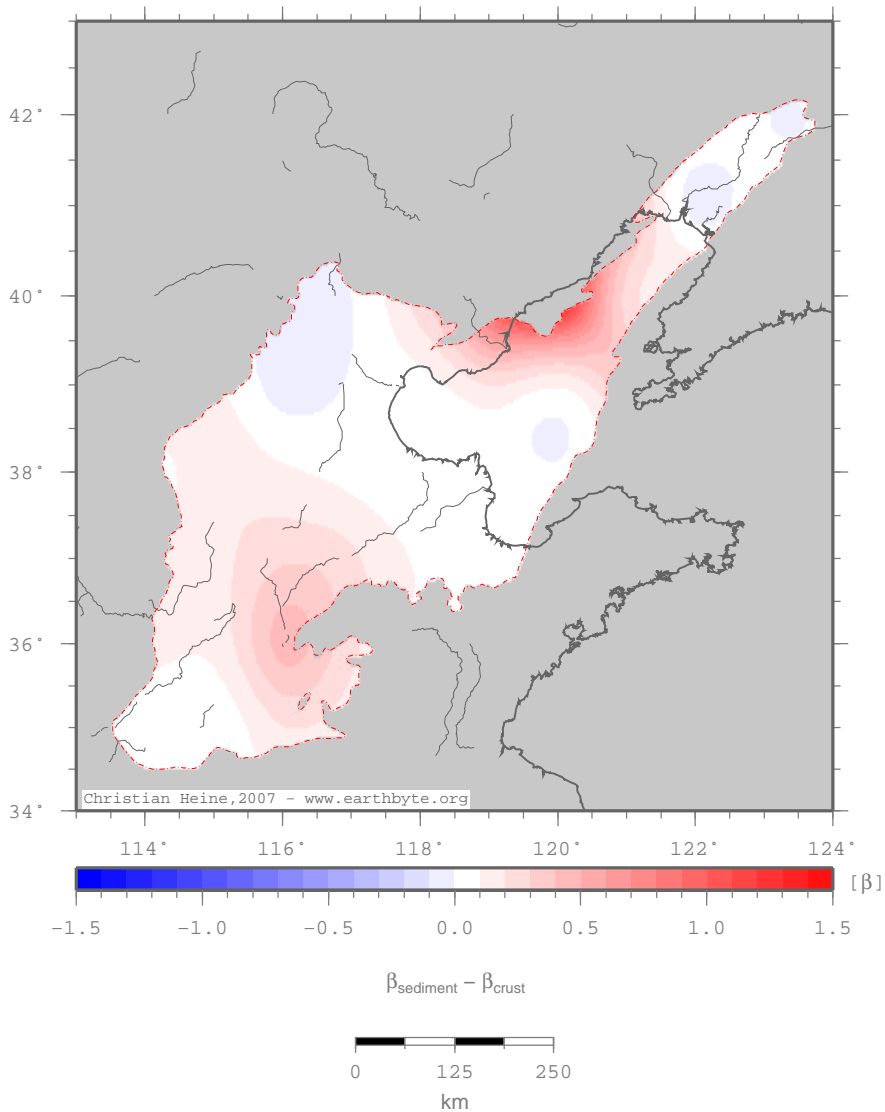 42°
40°
38°
36°
34°
Christian Heine,2007 - www.earthbyte.org
114° 116° 118° 120° 122° 124°
[β]
−1.5 −1.0 −0.5 0.0 0.5 1.0 1.5
βsediment − βcrust
0 125 250
km